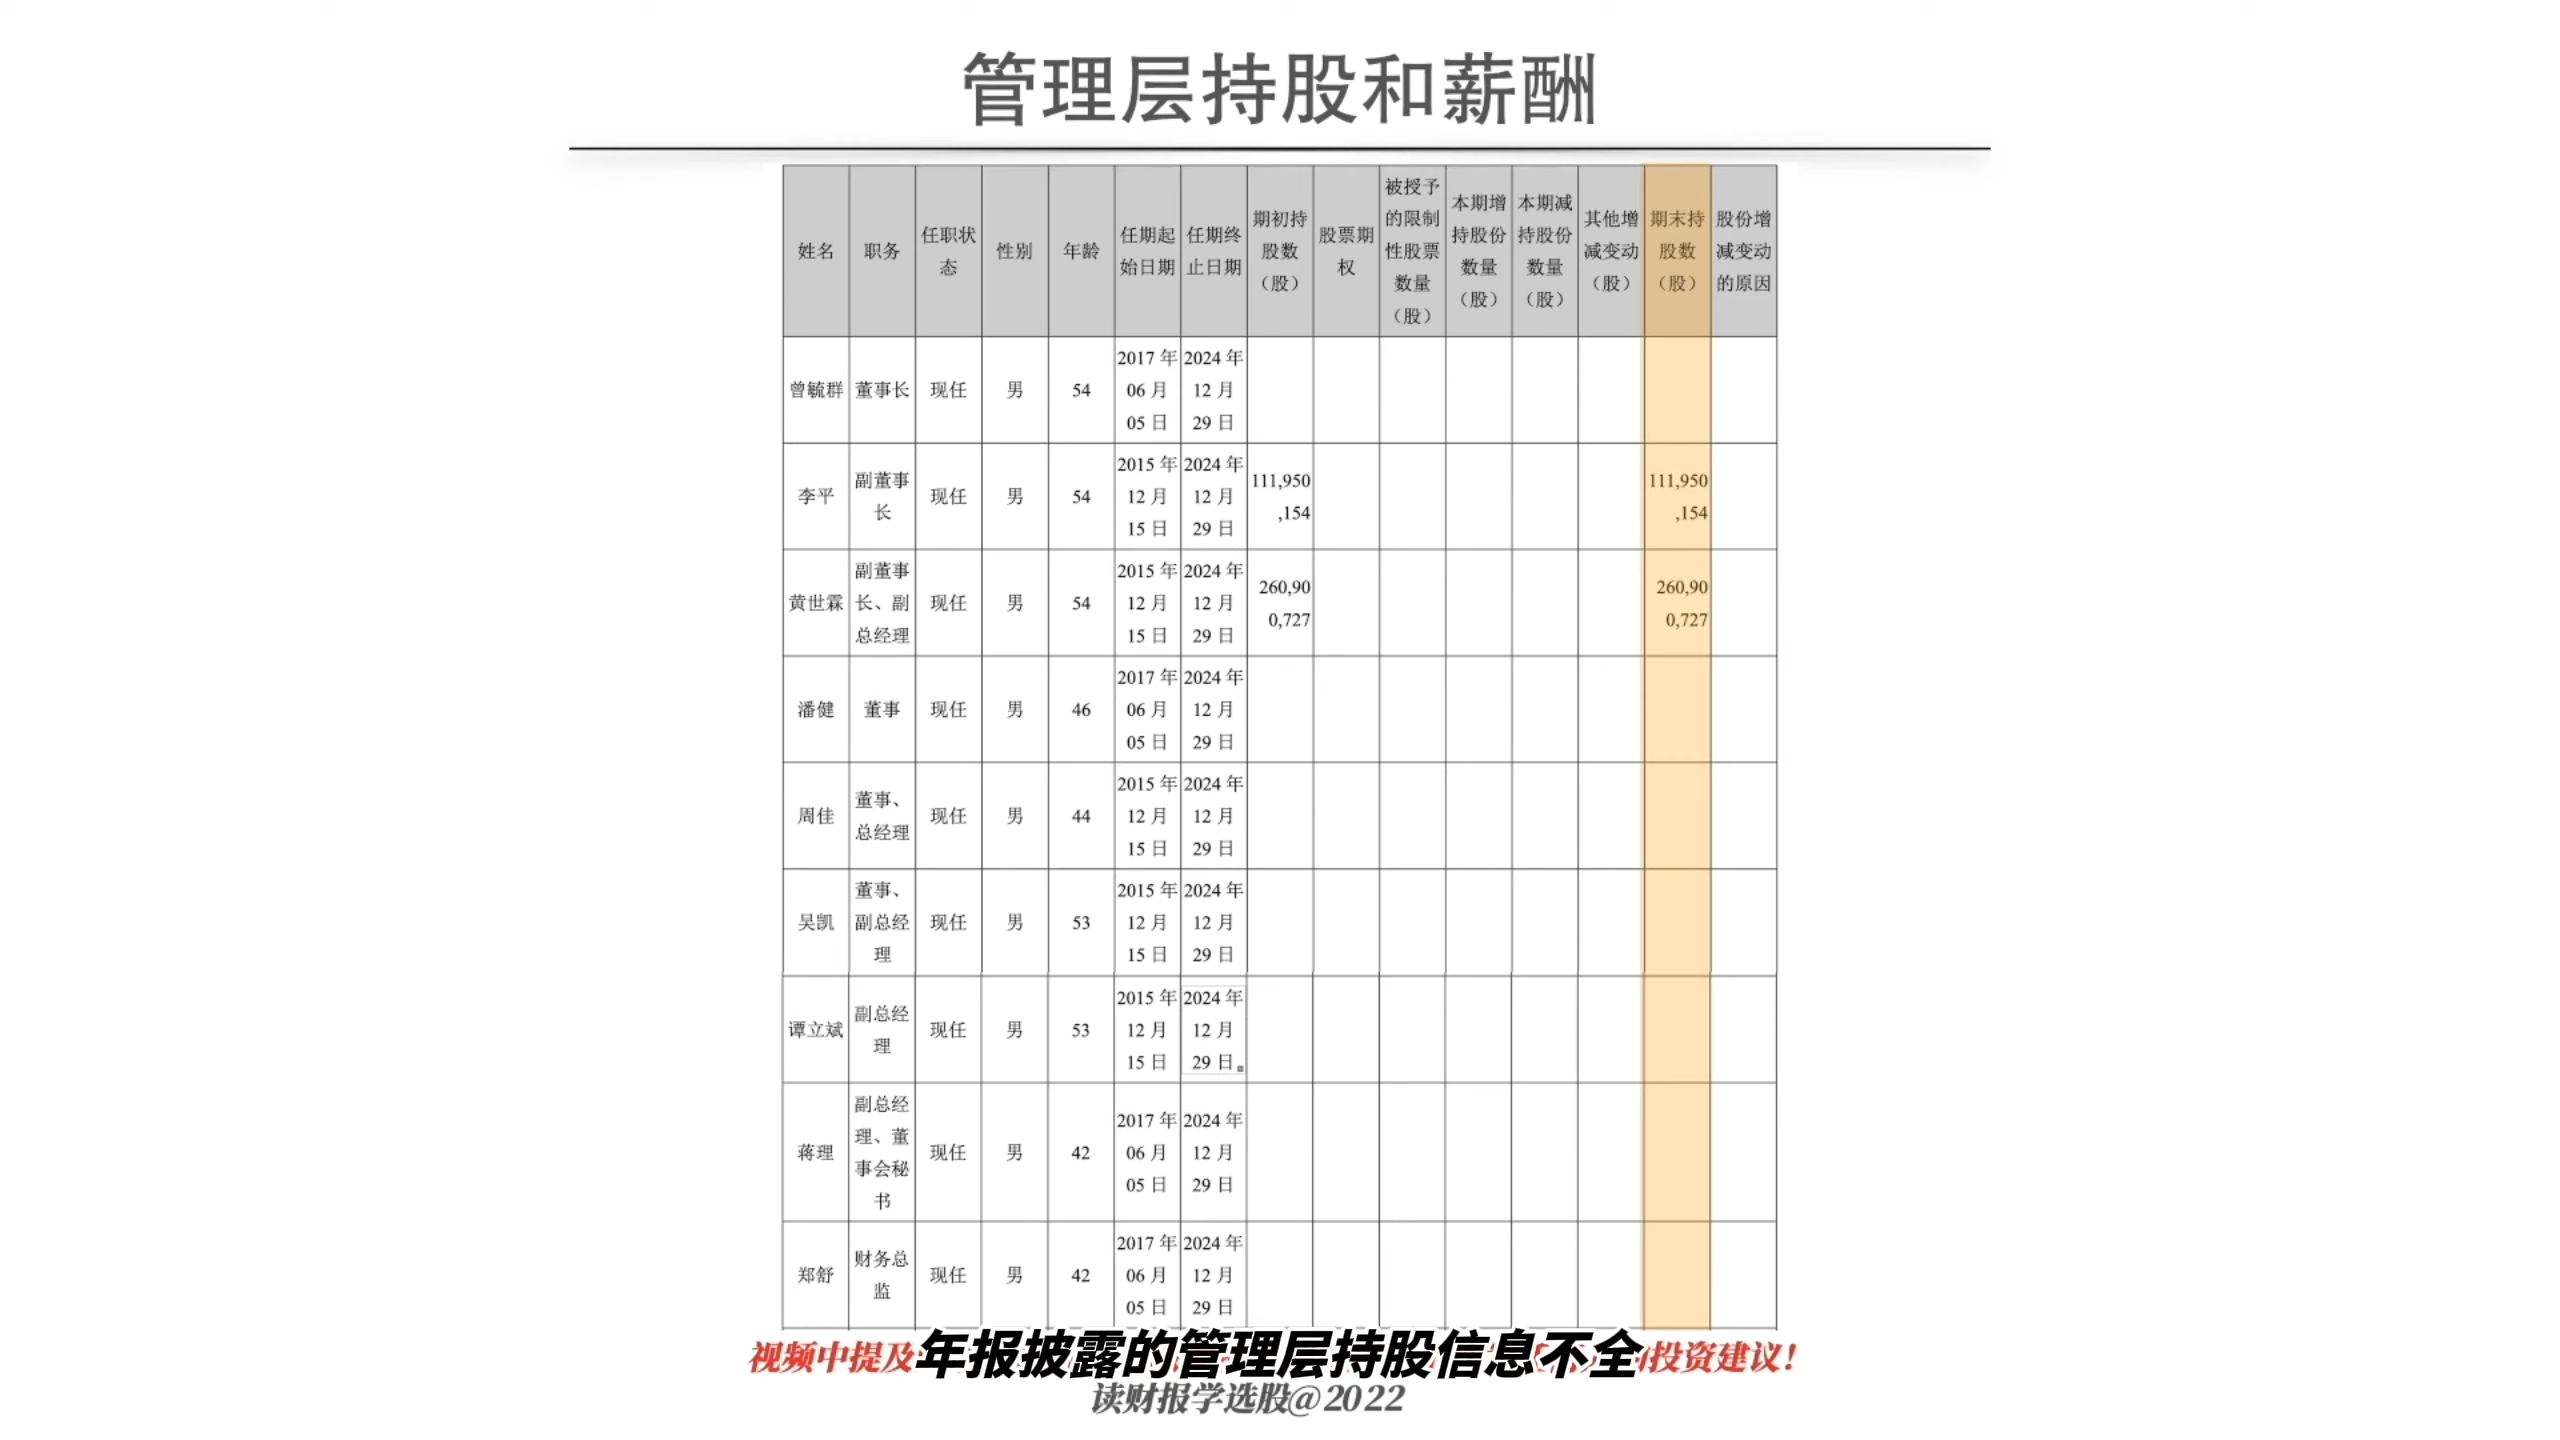 管理层持股和薪酬
姓名 职务 任职状态 性别 年龄 任期起始日期 任期终止日期 期初持股数（股） 股票期权 被授予的限制性股票数量（股） 本期增持股份数量（股） 本期减持股份数量（股） 其他增减变动（股） 期末持股数（股） 股份增减变动的原因
曾毓群 董事长 现任 男 54 2017年06月05日 2024年12月29日
李平 副董事长 现任 男 54 2015年12月15日 2024年12月29日 111,950,154 111,950,154
黄世霖 副董事长、副总经理 现任 男 54 2015年12月15日 2024年12月29日 260,900,727 260,900,727
潘健 董事 现任 男 46 2017年06月05日 2024年12月29日
周佳 董事、总经理 现任 男 44 2015年12月15日 2024年12月29日
吴凯 董事、副总经理 现任 男 53 2015年12月15日 2024年12月29日
谭立斌 副总经理 现任 男 53 2015年12月15日 2024年12月29日
蒋理 副总经理、董事会秘书 现任 男 42 2017年06月05日 2024年12月29日
郑舒 财务总监 现任 男 42 2017年06月05日 2024年12月29日
视频中提及 投资建议!
年报披露的管理层持股信息不全
读财报学选股@2022